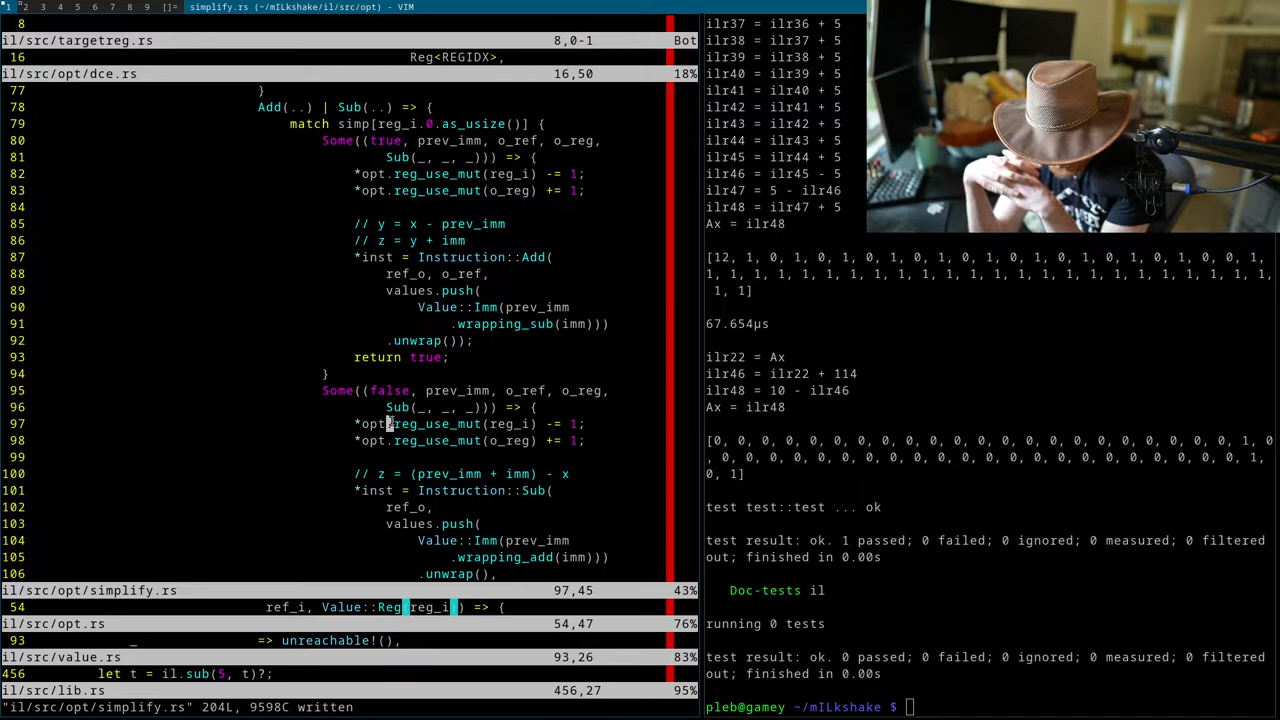 1 2 3 4 5 6 7 8 9 []= simplify.rs (~/mILkshake/il/src/opt) - VIM
8
il/src/targetreg.rs 8,0-1 Bot
16 Reg<REGIDX>,
il/src/opt/dce.rs 16,50 18%
77 }
78 Add(..) | Sub(..) => {
79 match simp[reg_i.0.as_usize()] {
80 Some((true, prev_imm, o_ref, o_reg,
81 Sub(_, _, _))) => {
82 *opt.reg_use_mut(reg_i) -= 1;
83 *opt.reg_use_mut(o_reg) += 1;
84
85 // y = x - prev_imm
86 // z = y + imm
87 *inst = Instruction::Add(
88 ref_o, o_ref,
89 values.push(
90 Value::Imm(prev_imm
91 .wrapping_sub(imm)))
92 .unwrap());
93 return true;
94 }
95 Some((false, prev_imm, o_ref, o_reg,
96 Sub(_, _, _))) => {
97 *opt.reg_use_mut(reg_i) -= 1;
98 *opt.reg_use_mut(o_reg) += 1;
99
100 // z = (prev_imm + imm) - x
101 *inst = Instruction::Sub(
102 ref_o,
103 values.push(
104 Value::Imm(prev_imm
105 .wrapping_add(imm)))
106 .unwrap(),
il/src/opt/simplify.rs 97,45 43%
54 ref_i, Value::Reg(reg_i)) => {
il/src/opt.rs 54,47 76%
93 _ => unreachable!(),
il/src/value.rs 93,26 83%
456 let t = il.sub(5, t)?;
il/src/lib.rs 456,27 95%
"il/src/opt/simplify.rs" 204L, 9598C written
ilr37 = ilr36 + 5
ilr38 = ilr37 + 5
ilr39 = ilr38 + 5
ilr40 = ilr39 + 5
ilr41 = ilr40 + 5
ilr42 = ilr41 + 5
ilr43 = ilr42 + 5
ilr44 = ilr43 + 5
ilr45 = ilr44 + 5
ilr46 = ilr45 - 5
ilr47 = 5 - ilr46
ilr48 = ilr47 + 5
Ax = ilr48
[12, 1, 0, 1, 0, 1, 0, 1, 0, 1, 0, 1, 0, 1, 0, 1, 0, 1, 0, 1, 0, 0, 1,
1, 1, 1, 1, 1, 1, 1, 1, 1, 1, 1, 1, 1, 1, 1, 1, 1, 1, 1, 1, 1, 1, 1,
1, 1]
67.654µs
ilr22 = Ax
ilr46 = ilr22 + 114
ilr48 = 10 - ilr46
Ax = ilr48
[0, 0, 0, 0, 0, 0, 0, 0, 0, 0, 0, 0, 0, 0, 0, 0, 0, 0, 0, 0, 0, 1, 0
, 0, 0, 0, 0, 0, 0, 0, 0, 0, 0, 0, 0, 0, 0, 0, 0, 0, 0, 0, 0, 0, 1,
0, 1]
test test::test ... ok
test result: ok. 1 passed; 0 failed; 0 ignored; 0 measured; 0 filtered
out; finished in 0.00s
Doc-tests il
running 0 tests
test result: ok. 0 passed; 0 failed; 0 ignored; 0 measured; 0 filtered
out; finished in 0.00s
pleb@gamey ~/mILkshake $